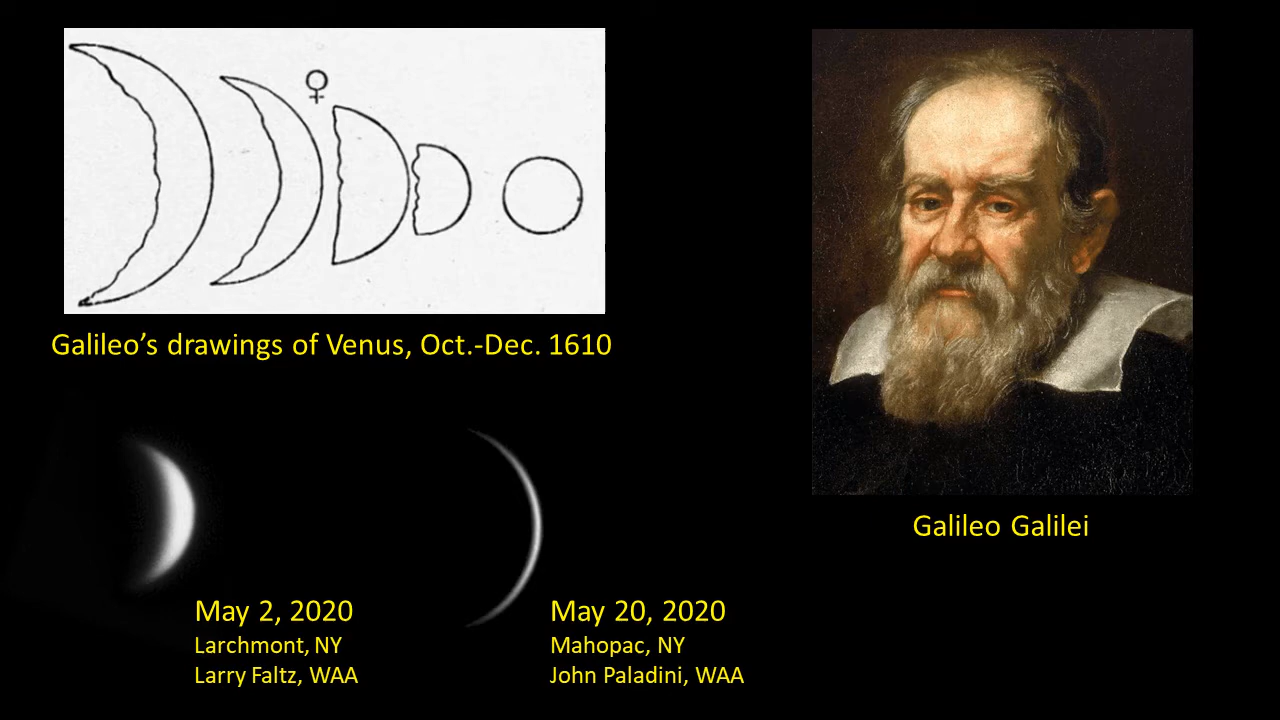 ♀
Galileo’s drawings of Venus, Oct.-Dec. 1610
Galileo Galilei
May 2, 2020
Larchmont, NY
Larry Faltz, WAA
May 20, 2020
Mahopac, NY
John Paladini, WAA